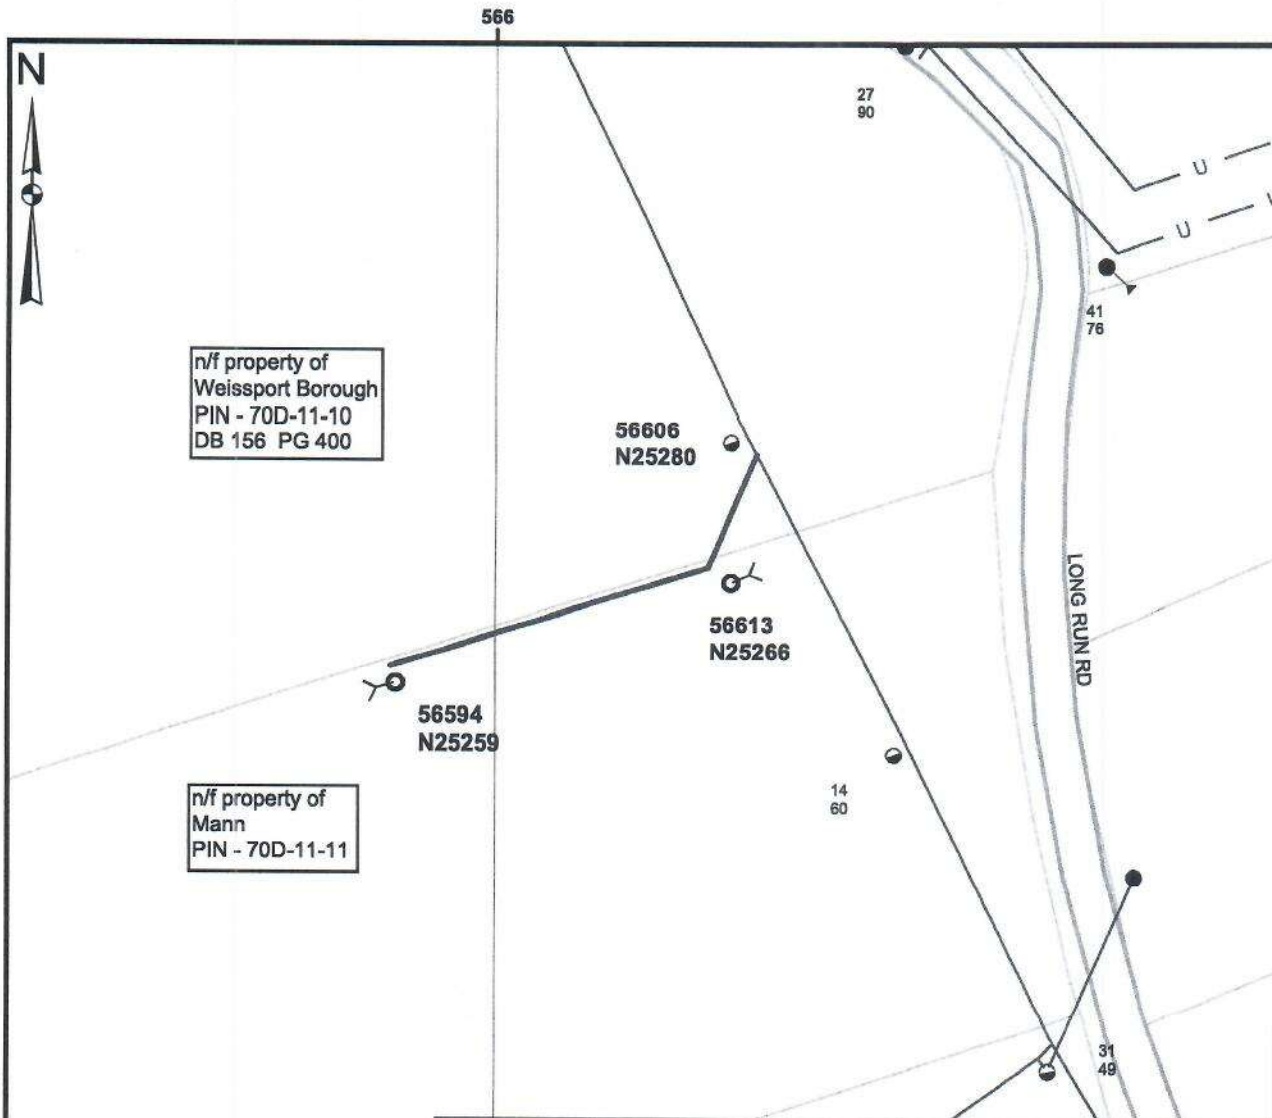 566
N
27
90
U
U
41
76
n/f property of
Weissport Borough
PIN - 70D-11-10
DB 156 PG 400
56606
N25280
LONG RUN RD
56613
N25266
56594
N25259
n/f property of
Mann
PIN - 70D-11-11
14
60
31
49